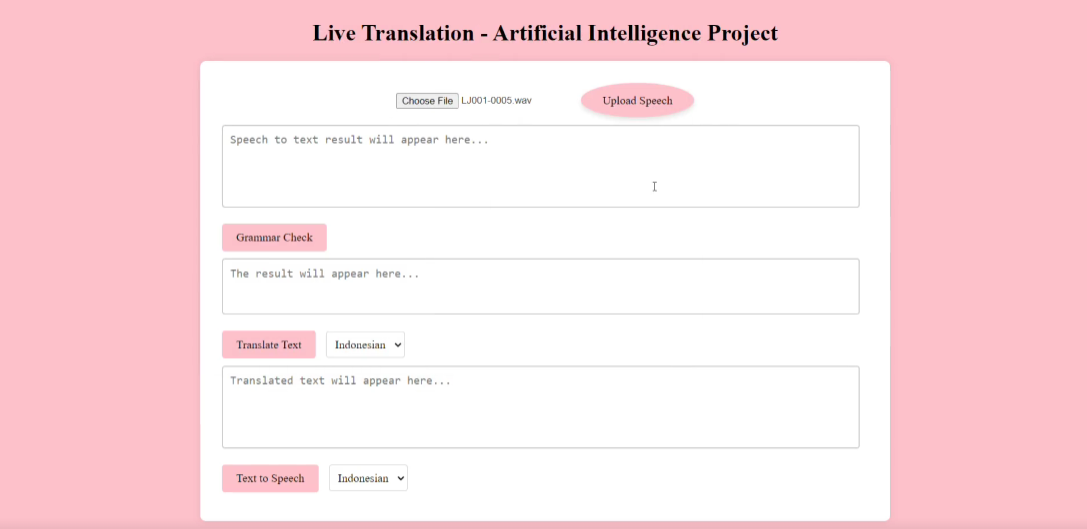 Live Translation - Artificial Intelligence Project
Choose File LJ001-0005.wav
Upload Speech
Speech to text result will appear here...
Grammar Check
The result will appear here...
Translate Text
Indonesian
Translated text will appear here...
Text to Speech
Indonesian